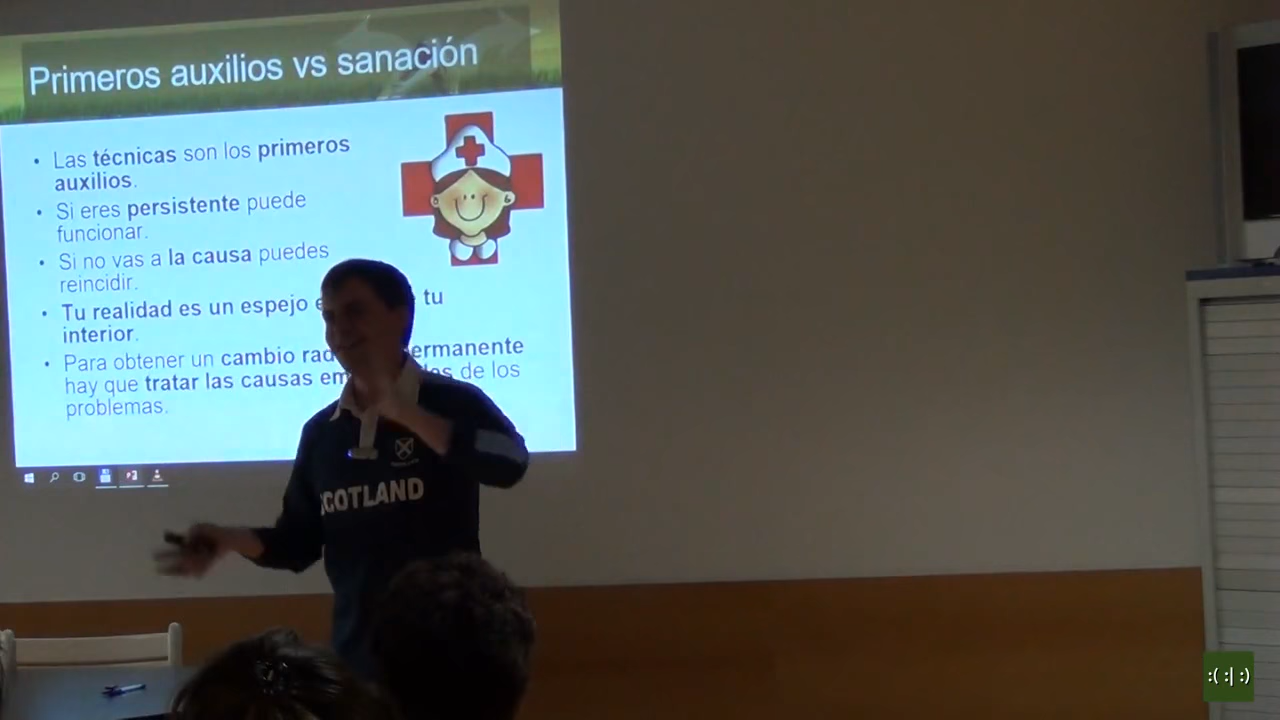 Primeros auxilios vs sanación
• Las técnicas son los primeros
auxilios.
• Si eres persistente puede
funcionar.
• Si no vas a la causa puedes
reincidir.
• Tu realidad es un espejo tu
interior.
• Para obtener un cambio rad ermanente
hay que tratar las causas em es de los
problemas.
COTLAND
:( :| :)